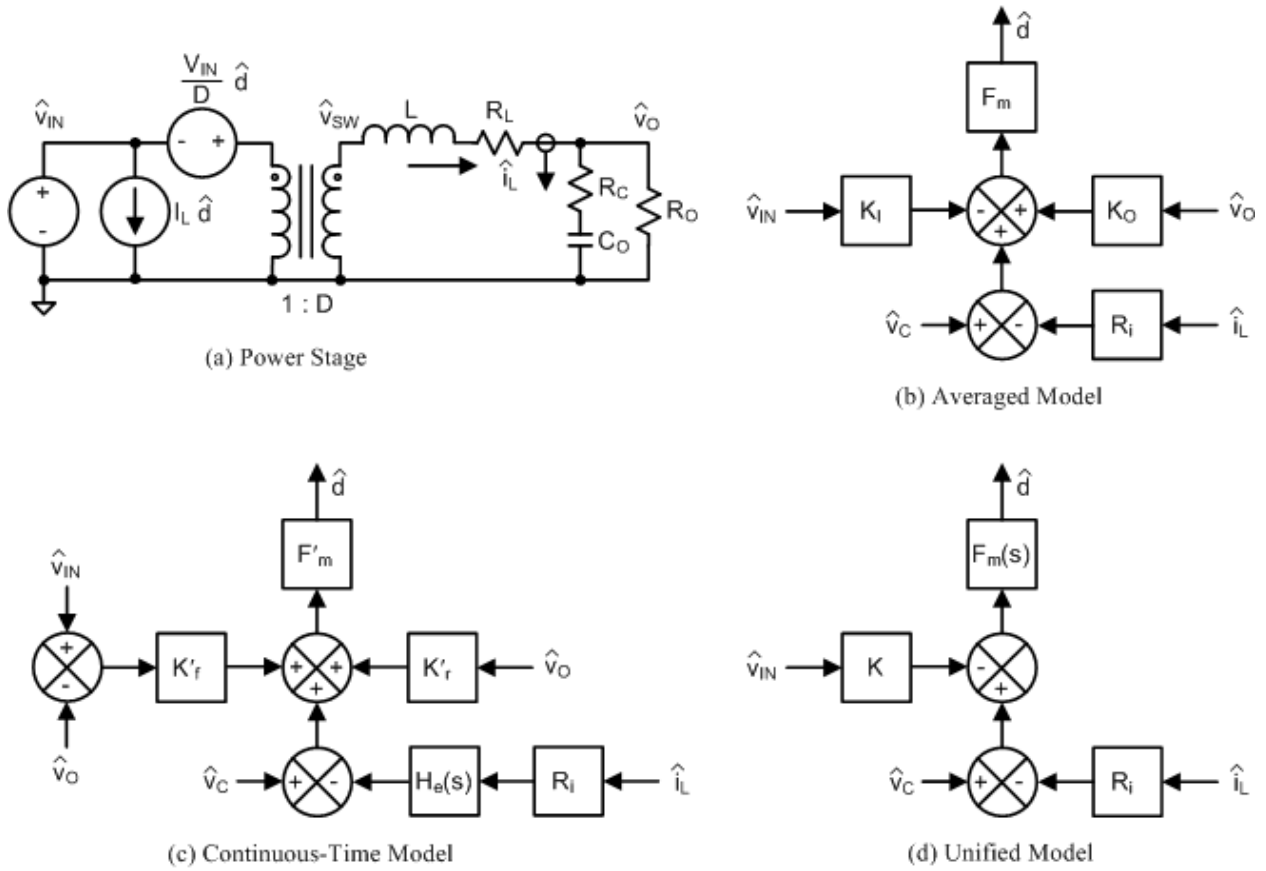 V_IN/D d̂
v̂_IN
v̂_SW
L
R_L
v̂_O
- +
+
-
I_L d̂
î_L
R_C
C_O
R_O
1 : D
(a) Power Stage
d̂
F_m
v̂_IN
K_I
- +
+
K_O
v̂_O
v̂_C
+ -
R_i
î_L
(b) Averaged Model
d̂
F'_m
v̂_IN
+
-
v̂_O
K'_f
+ +
+
K'_r
v̂_O
v̂_C
+ -
H_e(s)
R_i
î_L
(c) Continuous-Time Model
d̂
F_m(s)
v̂_IN
K
-
+
v̂_C
+ -
R_i
î_L
(d) Unified Model